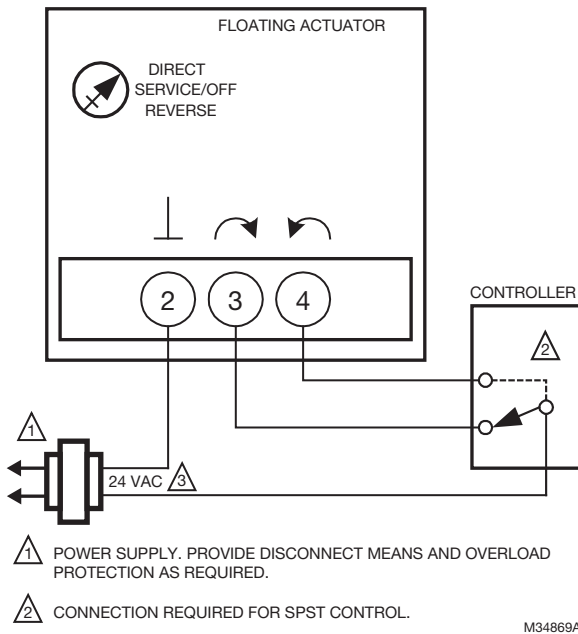 FLOATING ACTUATOR
DIRECT
SERVICE/OFF
REVERSE
2
3
4
CONTROLLER
2
1
24 VAC 3
1 POWER SUPPLY. PROVIDE DISCONNECT MEANS AND OVERLOAD
PROTECTION AS REQUIRED.
2 CONNECTION REQUIRED FOR SPST CONTROL.
M34869A